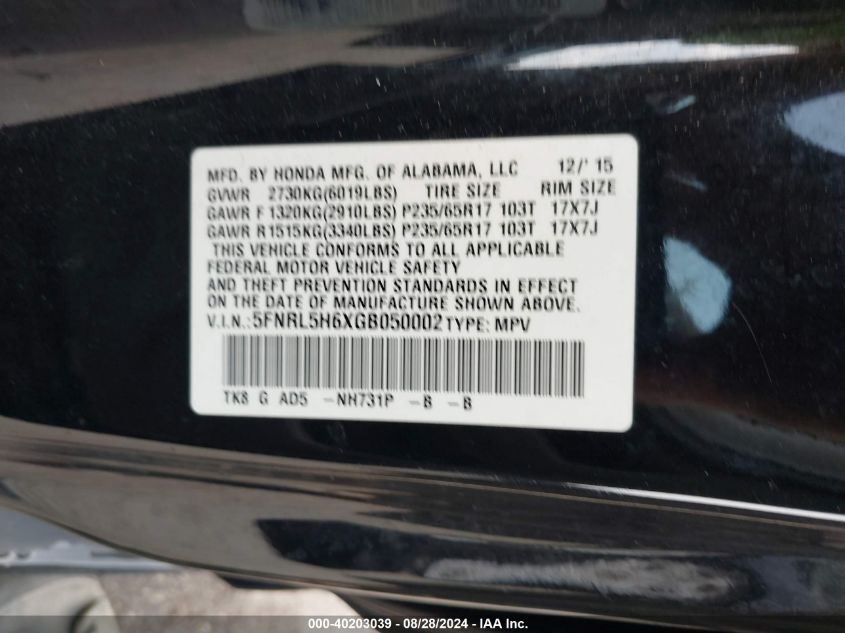 MFD. BY HONDA MFG. OF ALABAMA, LLC 12/' 15
GVWR 2730KG(6019LBS) TIRE SIZE RIM SIZE
GAWR F 1320KG(2910LBS) P235/65R17 103T 17X7J
GAWR R1515KG(3340LBS) P235/65R17 103T 17X7J
THIS VEHICLE CONFORMS TO ALL APPLICABLE
FEDERAL MOTOR VEHICLE SAFETY
AND THEFT PREVENTION STANDARDS IN EFFECT
ON THE DATE OF MANUFACTURE SHOWN ABOVE.
V.I.N.:5FNRL5H6XGB050002 TYPE: MPV
TK8 G AD5 -NH731P -B -B
000-40203039 - 08/28/2024 - IAA Inc.